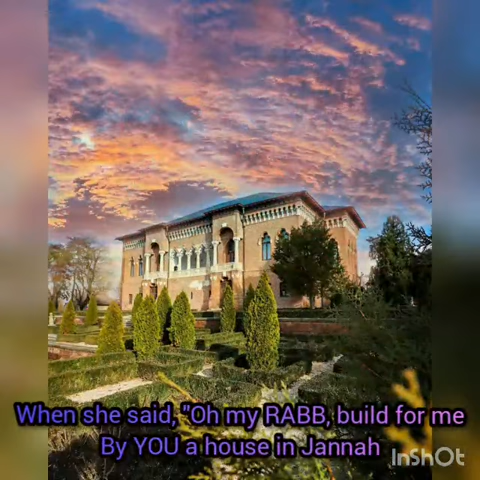 When she said, "Oh my RABB, build for me
By YOU a house in Jannah
InShOt